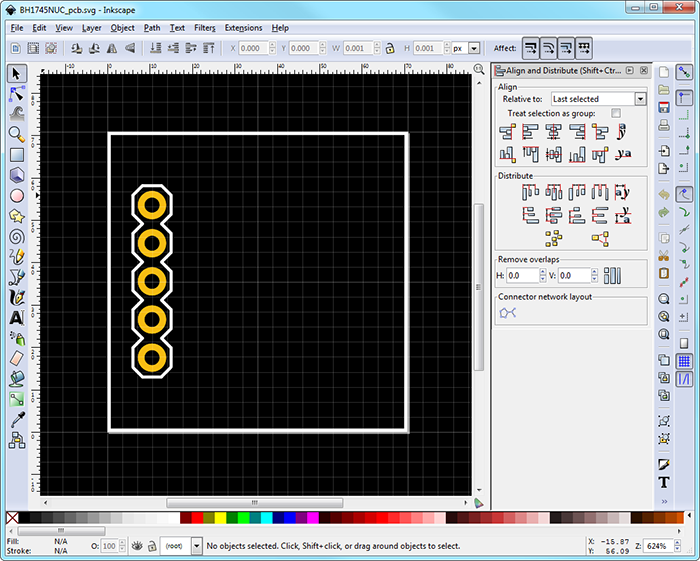 BH1745NUC_pcb.svg - Inkscape
File Edit View Layer Object Path Text Filters Extensions Help
X 0.000 Y 0.000 W 0.001 H 0.001 px Affect:
Align and Distribute (Shift+Ctr...
Align
Relative to: Last selected
Treat selection as group:
Distribute
Remove overlaps
H: 0.0 V: 0.0
Connector network layout
Fill: N/A
Stroke: N/A
O: 100
(root)
No objects selected. Click, Shift+click, or drag around objects to select.
X: -15.87
Y: 56.09
Z: 624%